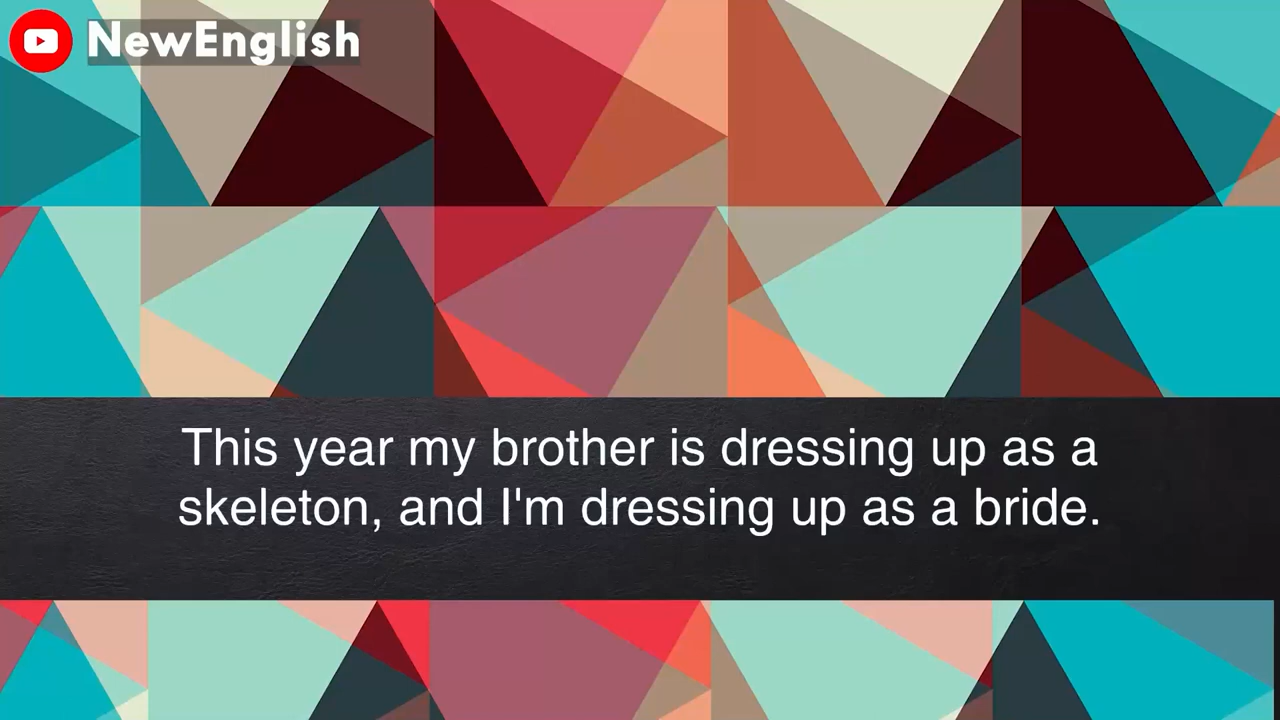 NewEnglish
This year my brother is dressing up as a
skeleton, and I'm dressing up as a bride.